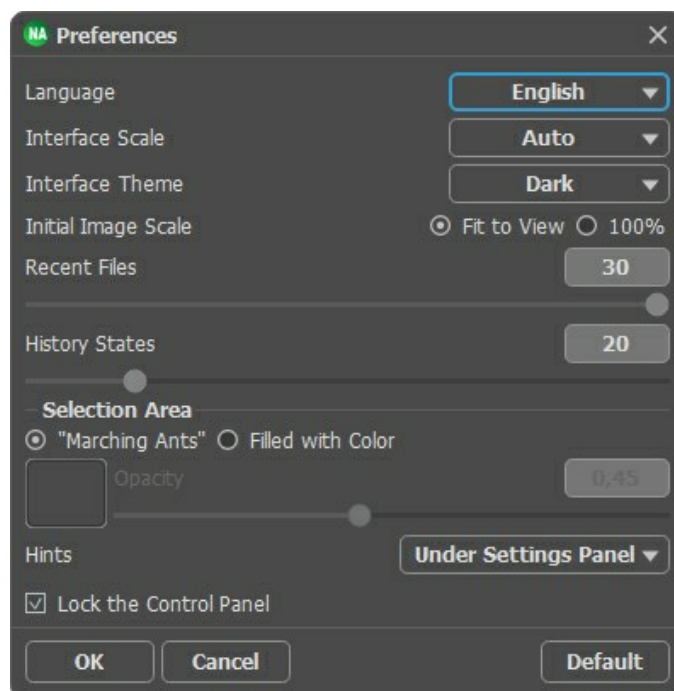 NA Preferences
Language English
Interface Scale Auto
Interface Theme Dark
Initial Image Scale Fit to View 100%
Recent Files 30
History States 20
Selection Area
"Marching Ants" Filled with Color
Opacity 0,45
Hints Under Settings Panel
Lock the Control Panel
OK Cancel Default